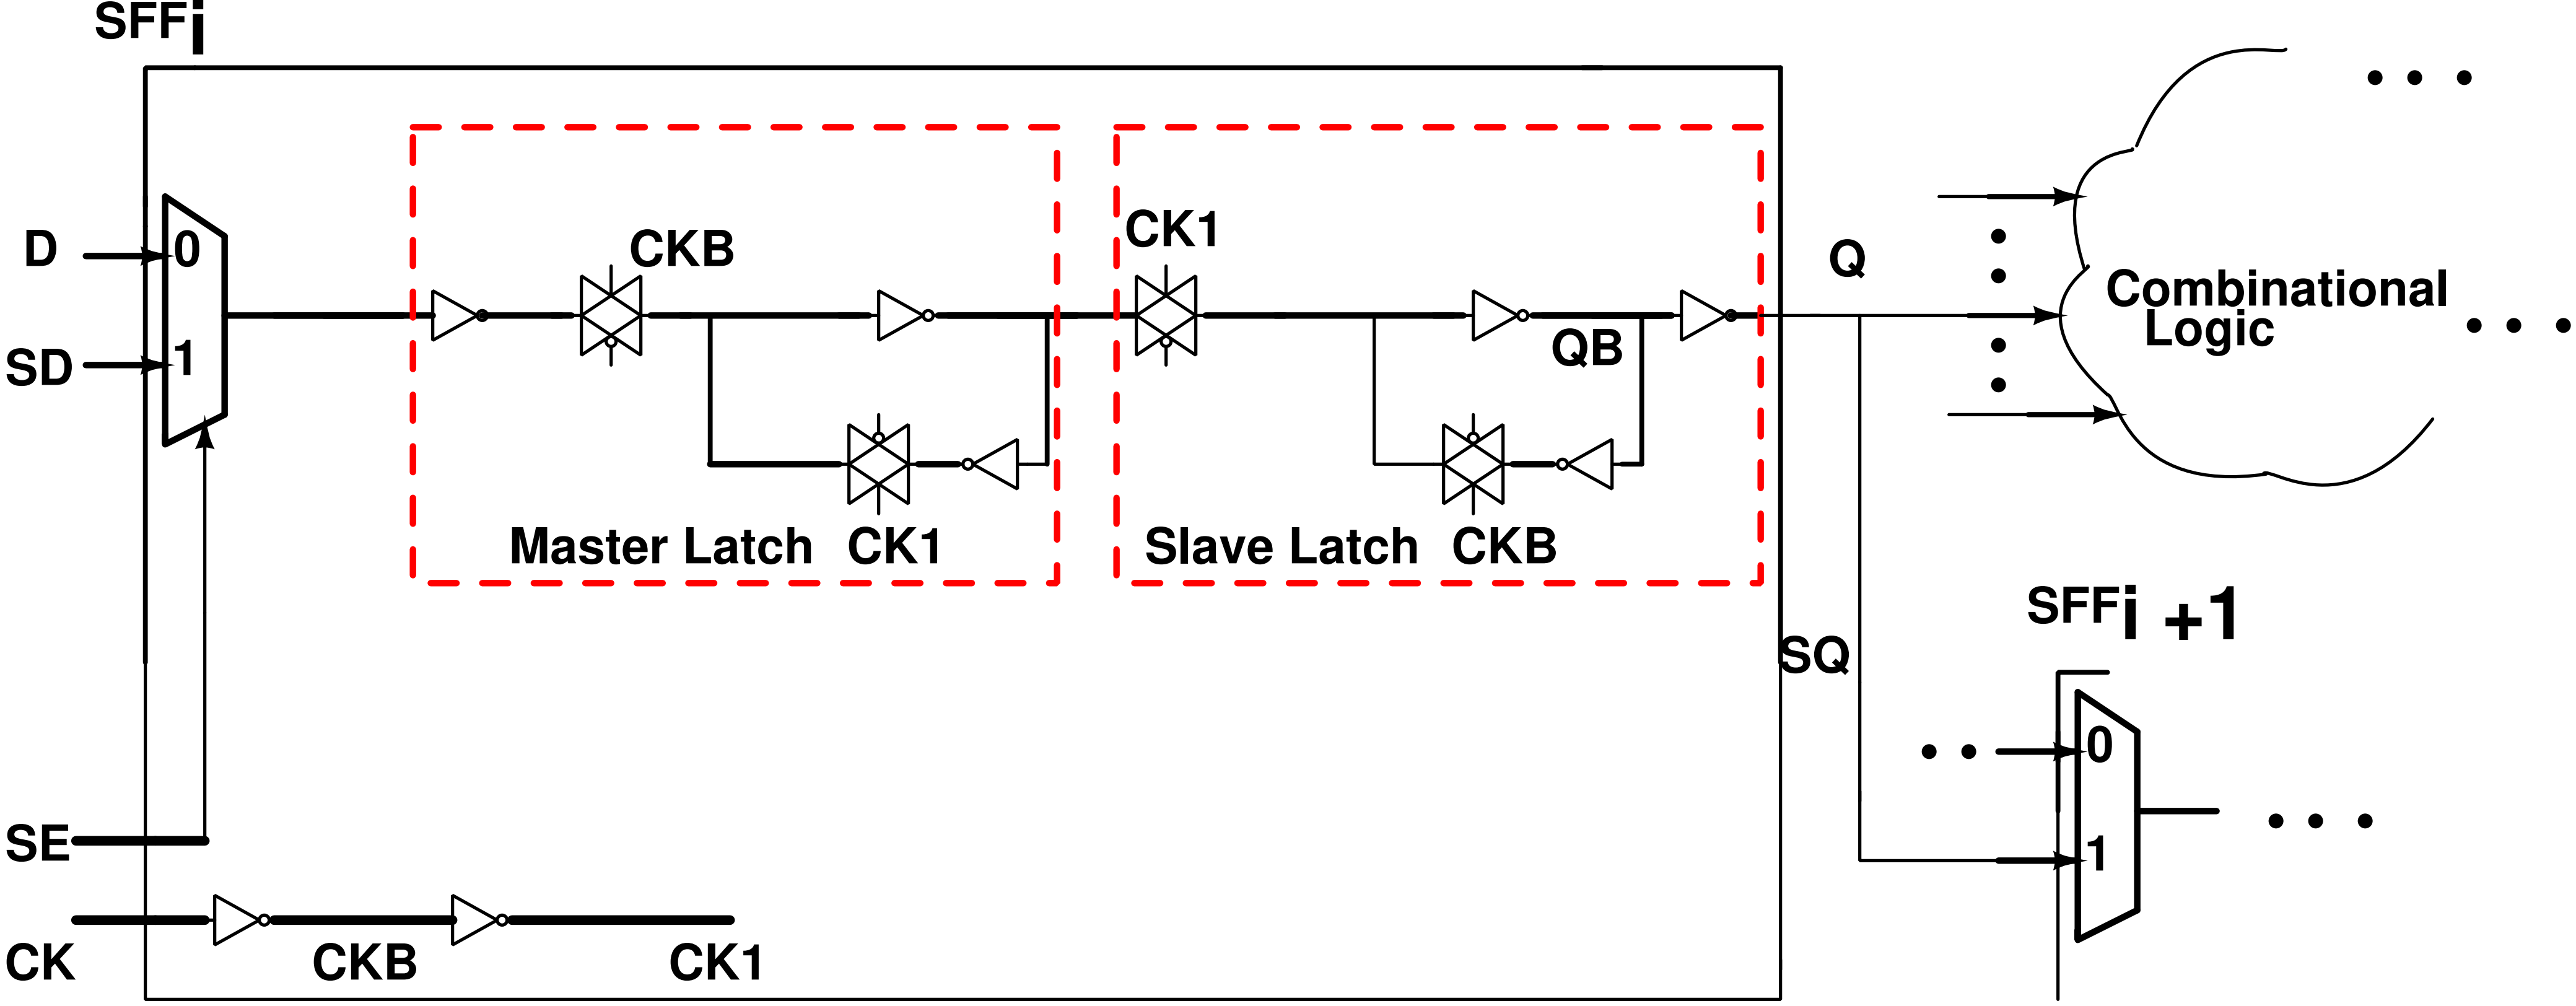 SFFi
D
0
SD
1
CKB
CK1
Q
QB
Combinational
Logic
Master Latch
CK1
Slave Latch
CKB
SQ
SFFi +1
0
1
SE
CK
CKB
CK1